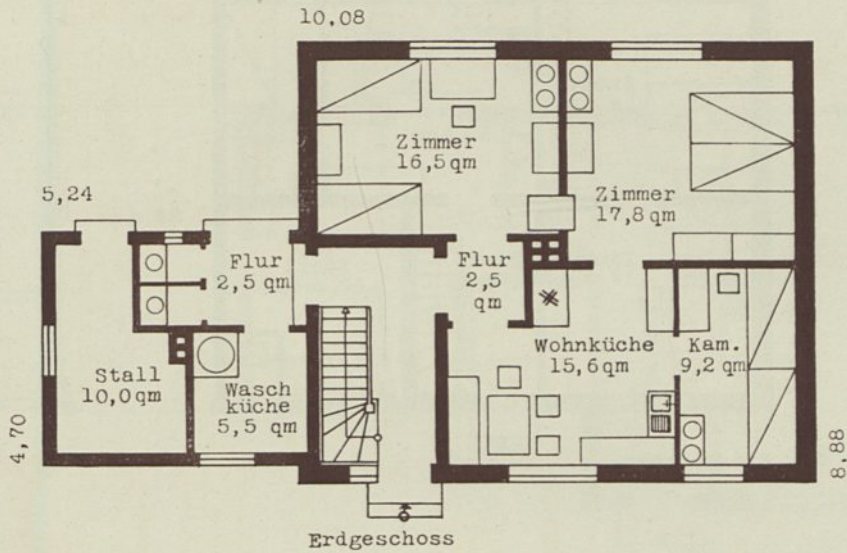 10,08
Zimmer
16,5 qm
Zimmer
17,8 qm
5,24
Flur
2,5 qm
Flur
2,5
qm
Wohnküche
15,6 qm
Kam.
9,2 qm
Stall
10,0 qm
Wasch
küche
5,5 qm
4,70
8,88
Erdgeschoss